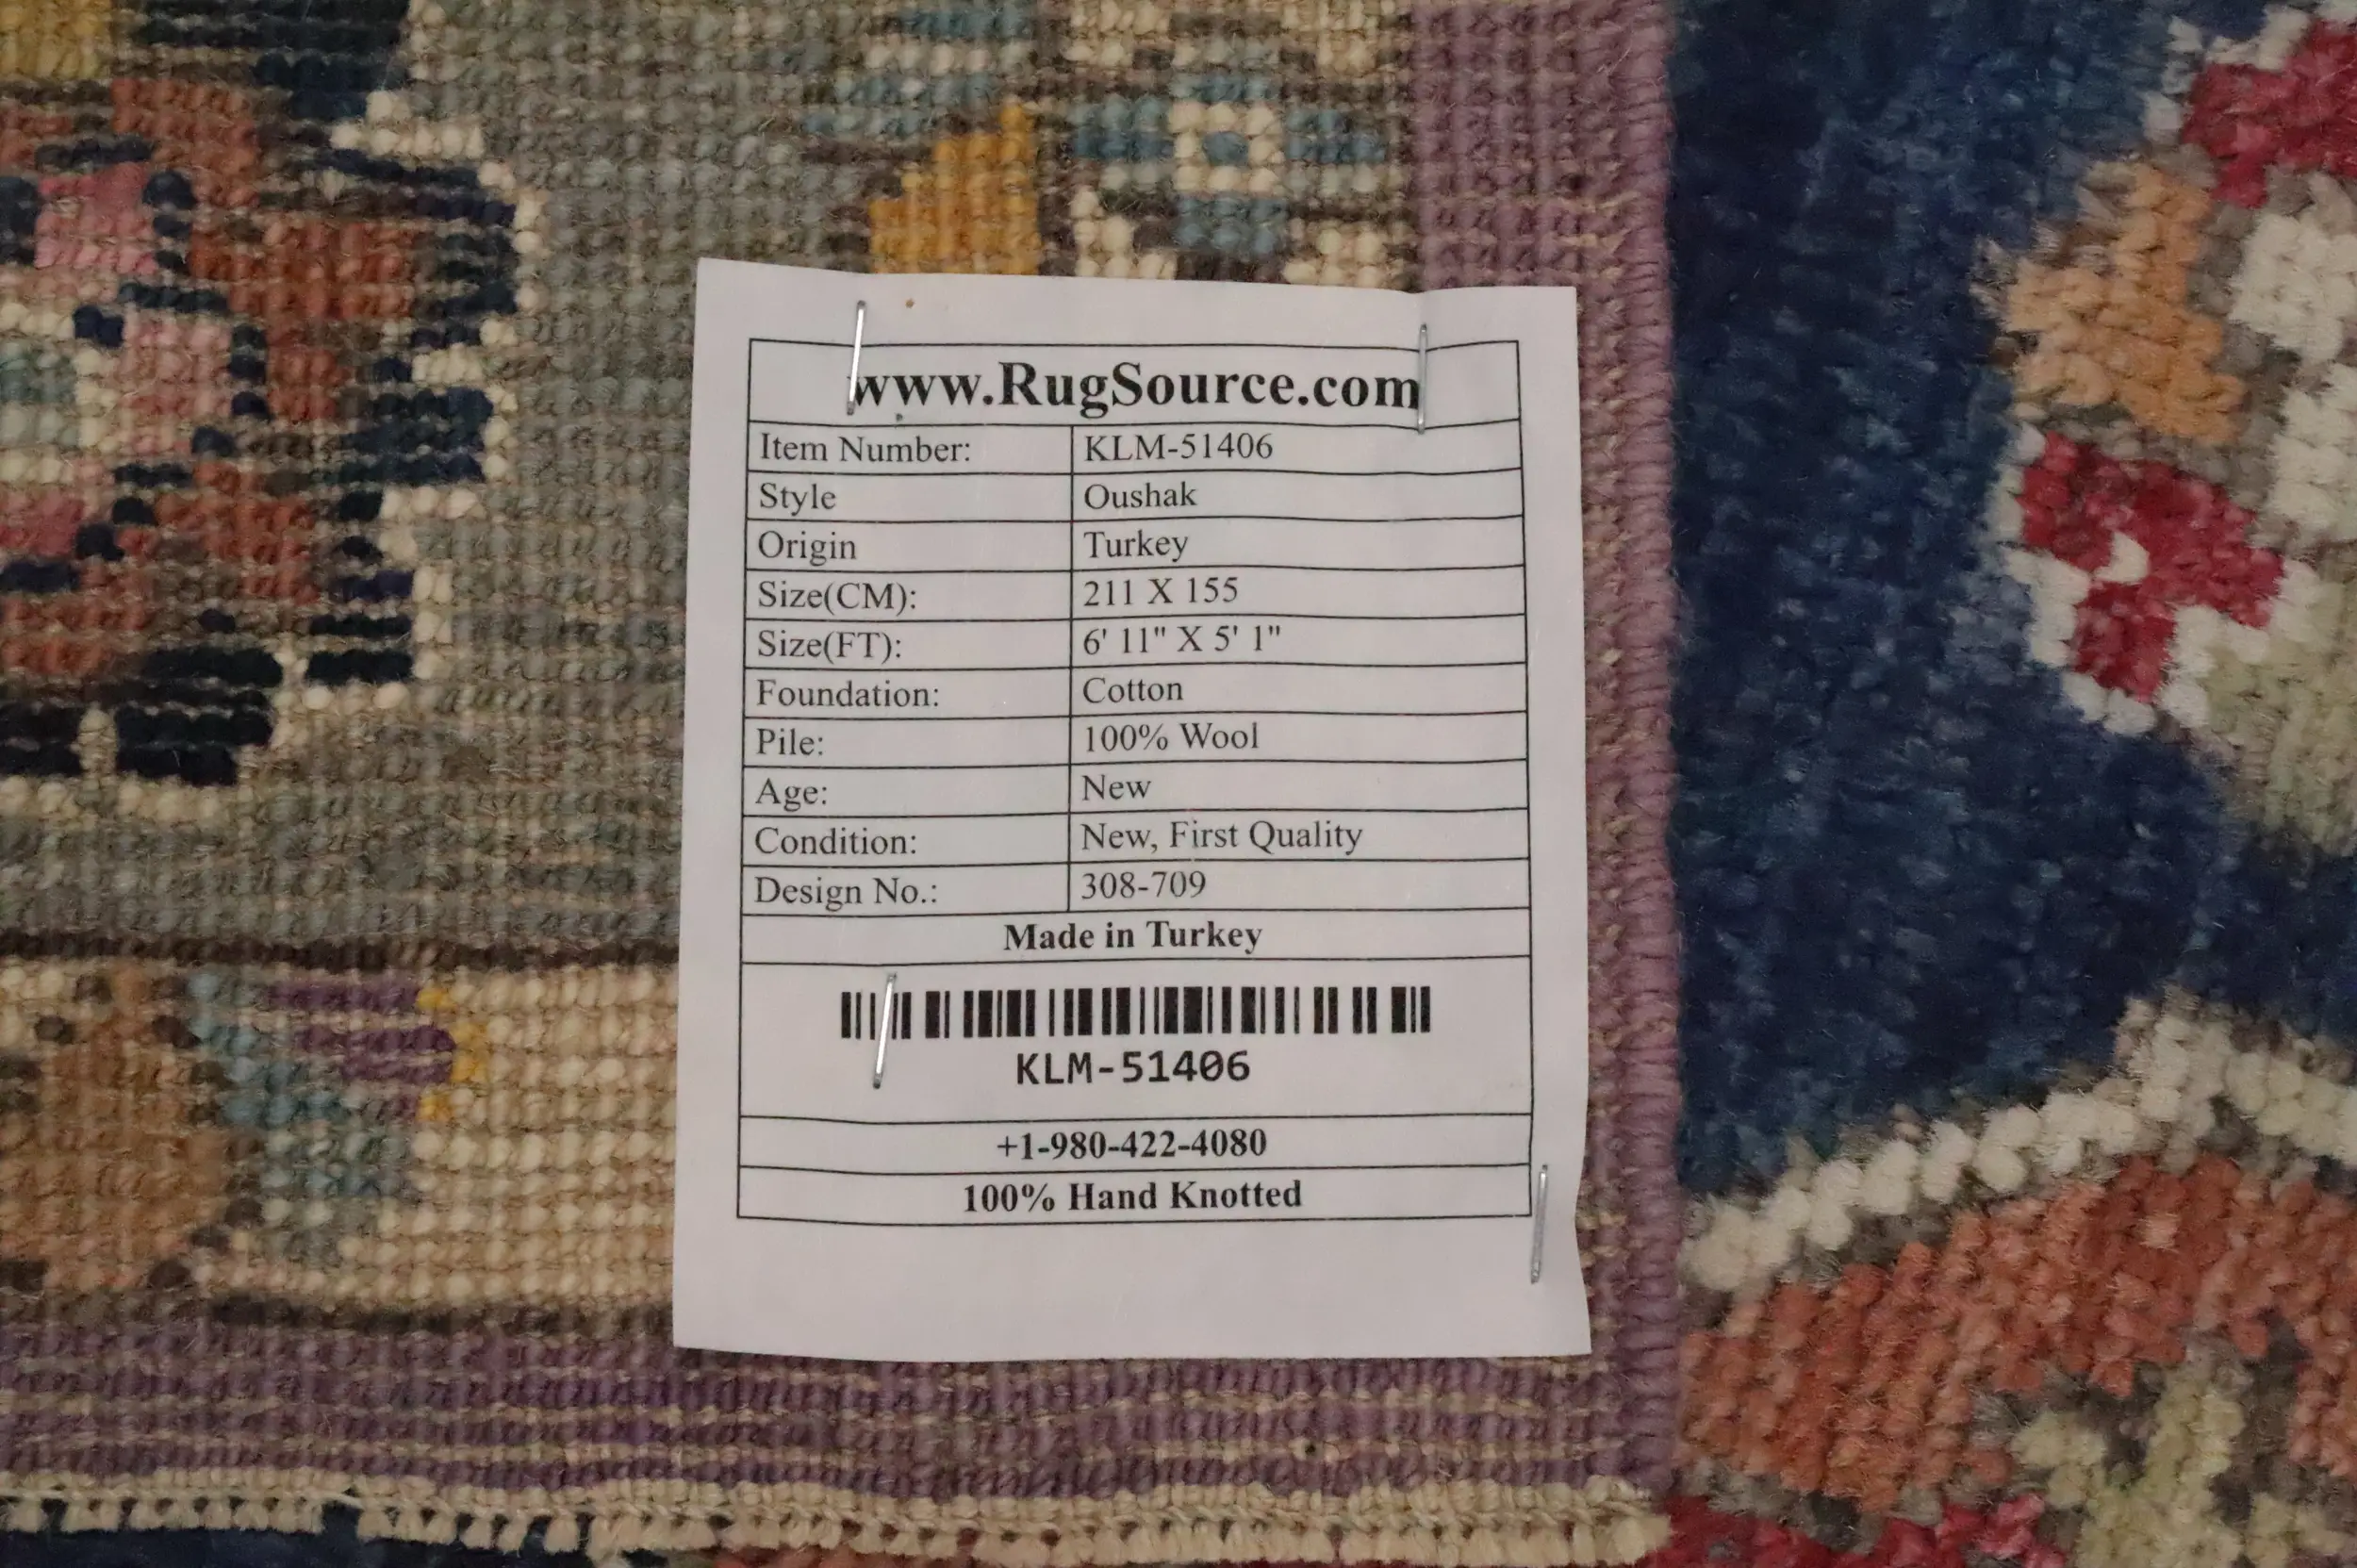 www.RugSource.com
Item Number: KLM-51406
Style Oushak
Origin Turkey
Size(CM): 211 X 155
Size(FT): 6' 11" X 5' 1"
Foundation: Cotton
Pile: 100% Wool
Age: New
Condition: New, First Quality
Design No.: 308-709
Made in Turkey
KLM-51406
+1-980-422-4080
100% Hand Knotted